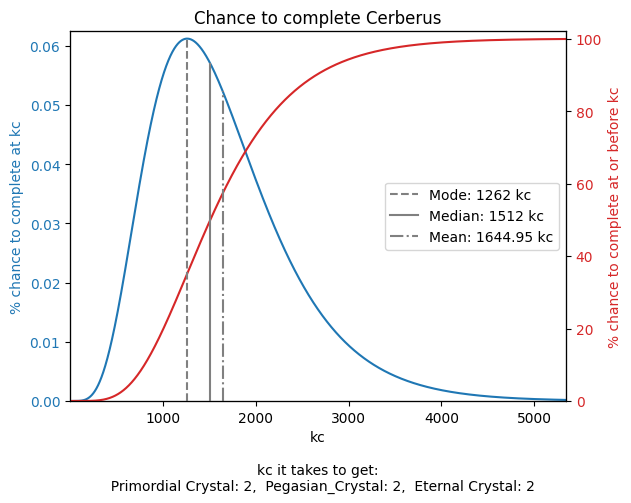 Chance to complete Cerberus
0.06
0.05
0.04
0.03
0.02
0.01
0.00
% chance to complete at kc
100
80
60
40
20
0
% chance to complete at or before kc
Mode: 1262 kc
Median: 1512 kc
Mean: 1644.95 kc
1000 2000 3000 4000 5000
kc
kc it takes to get:
Primordial Crystal: 2, Pegasian_Crystal: 2, Eternal Crystal: 2